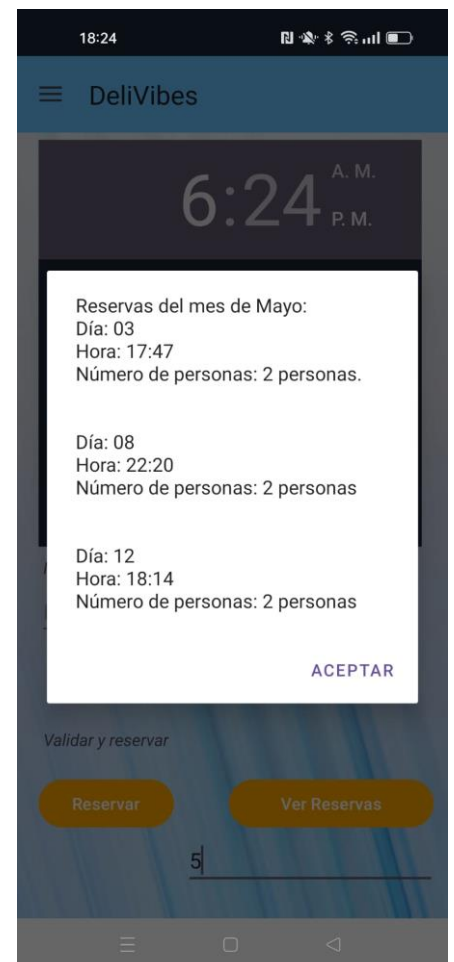 18:24
DeliVibes
6:24
A. M.
P. M.
Reservas del mes de Mayo:
Día: 03
Hora: 17:47
Número de personas: 2 personas.
Día: 08
Hora: 22:20
Número de personas: 2 personas
Día: 12
Hora: 18:14
Número de personas: 2 personas
ACEPTAR
Validar y reservar
Reservar
Ver Reservas
5